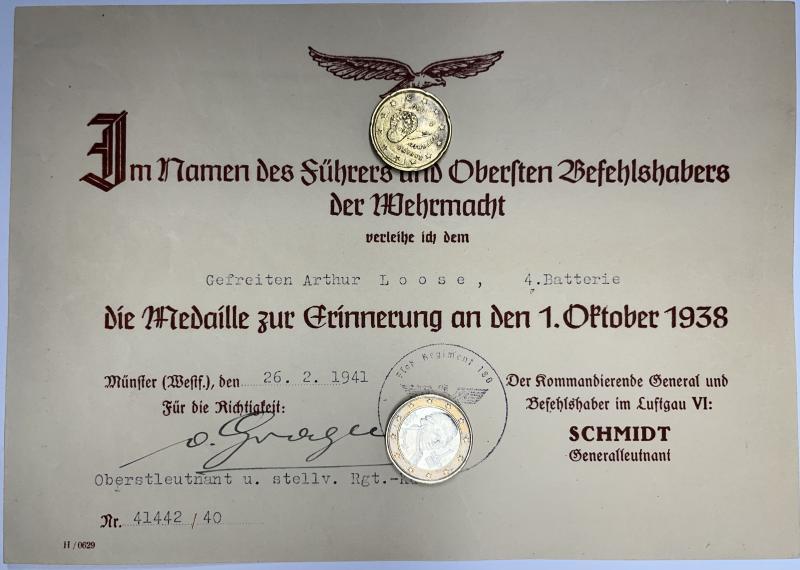 Im Namen des Führers und Obersten Befehlshabers
der Wehrmacht
verleihe ich dem
Gefreiten Arthur Loose, 4.Batterie
die Medaille zur Erinnerung an den 1. Oktober 1938
Münster (Westf.), den 26. 2. 1941
Für die Richtigkeit:
Oberstleutnant u. stellv. Rgt.-
Nr. 41442 / 40
H / 0629
Flak Regiment
Der Kommandierende General und
Befehlshaber im Luftgau VI:
SCHMIDT
Generalleutnant